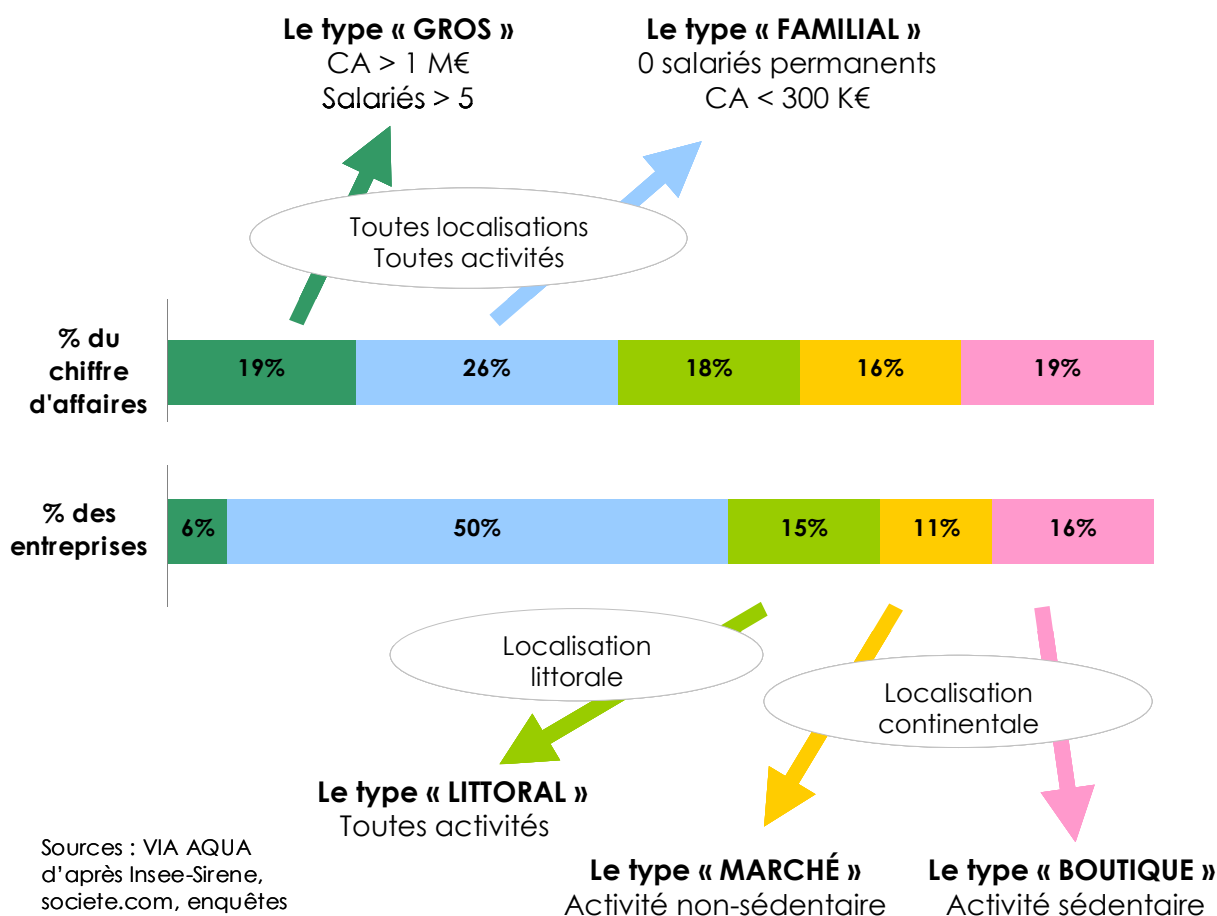 Le type « GROS »
CA > 1 M€
Salariés > 5
Le type « FAMILIAL »
0 salariés permanents
CA < 300 K€
Toutes localisations
Toutes activités
% du
chiffre
d'affaires
19%
26%
18%
16%
19%
% des
entreprises
6%
50%
15%
11%
16%
Localisation
littorale
Localisation
continentale
Le type « LITTORAL »
Toutes activités
Le type « MARCHÉ »
Activité non-sédentaire
Le type « BOUTIQUE »
Activité sédentaire
Sources : VIA AQUA
d'après Insee-Sirene,
societe.com, enquêtes